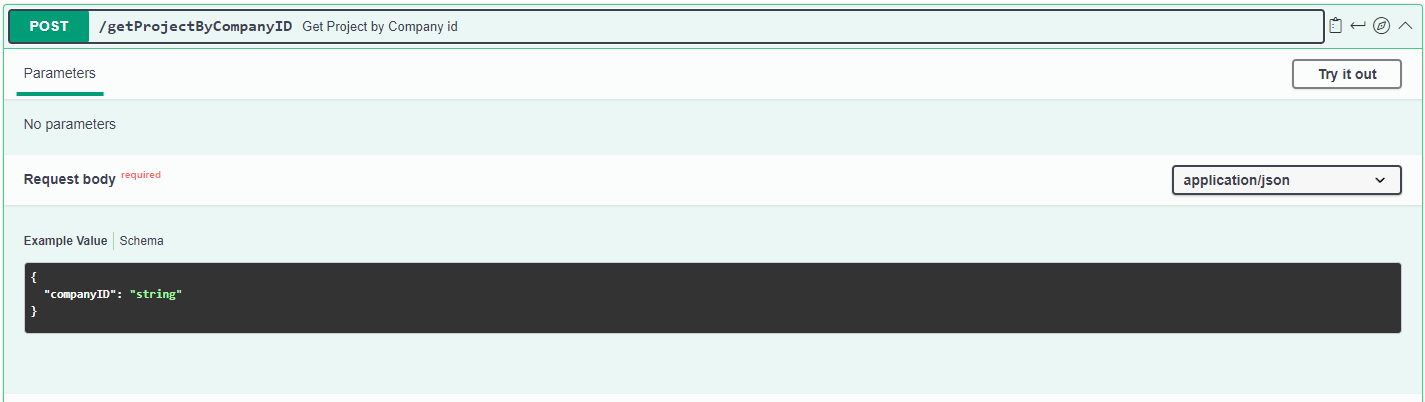 POST /getProjectByCompanyID Get Project by Company id
Parameters Try it out
No parameters
Request body required application/json
Example Value Schema
{
"companyID": "string"
}